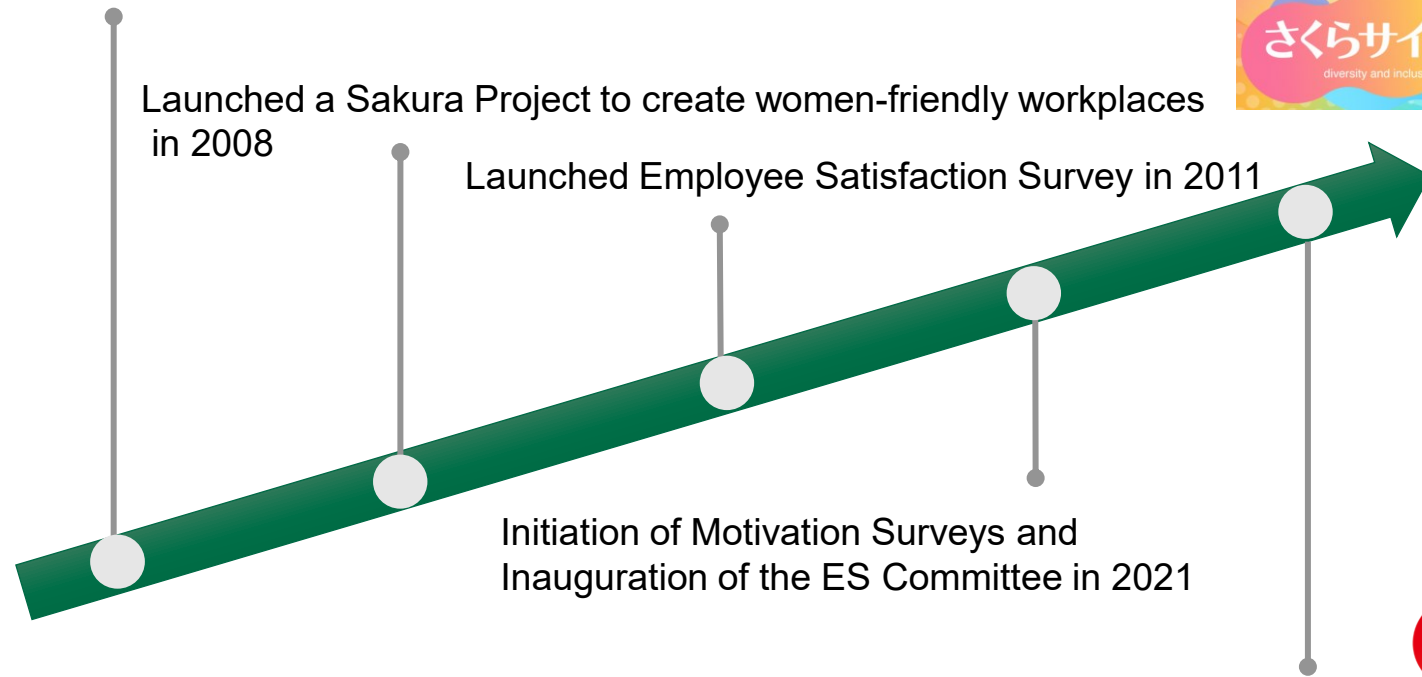 さくらサイ
diversity and inclus
Launched a Sakura Project to create women-friendly workplaces
in 2008
Launched Employee Satisfaction Survey in 2011
Initiation of Motivation Surveys and
Inauguration of the ES Committee in 2021